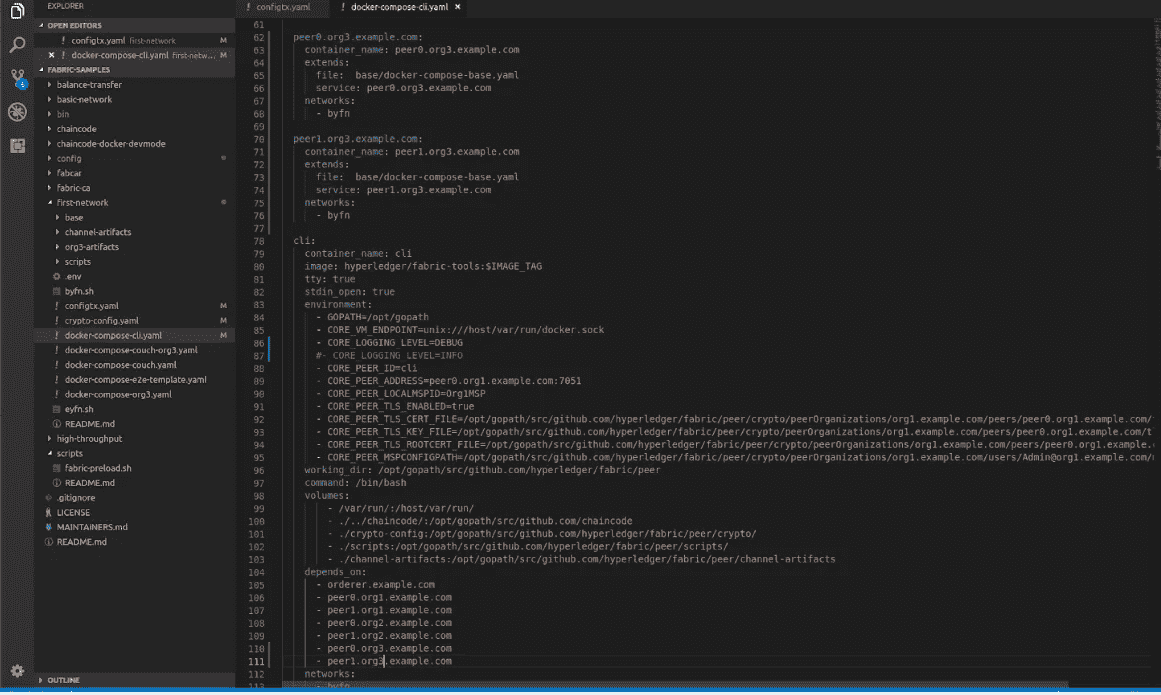 EXPLORER
OPEN EDITORS
! configtx.yaml first-network M
× ! docker-compose-cli.yaml first-netw... M
FABRIC-SAMPLES
balance-transfer
basic-network
bin
chaincode
chaincode-docker-devmode
config
fabcar
fabric-ca
first-network
base
channel-artifacts
org3-artifacts
scripts
.env
byfn.sh
! configtx.yaml M
! crypto-config.yaml M
! docker-compose-cli.yaml M
! docker-compose-couch-org3.yaml
! docker-compose-couch.yaml
! docker-compose-e2e-template.yaml
! docker-compose-org3.yaml
eyfn.sh
README.md
high-throughput
scripts
fabric-preload.sh
README.md
.gitignore
LICENSE
MAINTAINERS.md
README.md
OUTLINE
! configtx.yaml
! docker-compose-cli.yaml ×
61
62 peer0.org3.example.com:
63 container_name: peer0.org3.example.com
64 extends:
65 file: base/docker-compose-base.yaml
66 service: peer0.org3.example.com
67 networks:
68 - byfn
69
70 peer1.org3.example.com:
71 container_name: peer1.org3.example.com
72 extends:
73 file: base/docker-compose-base.yaml
74 service: peer1.org3.example.com
75 networks:
76 - byfn
77
78 cli:
79 container_name: cli
80 image: hyperledger/fabric-tools:$IMAGE_TAG
81 tty: true
82 stdin_open: true
83 environment:
84 - GOPATH=/opt/gopath
85 - CORE_VM_ENDPOINT=unix:///host/var/run/docker.sock
86 - CORE_LOGGING_LEVEL=DEBUG
87 #- CORE_LOGGING_LEVEL=INFO
88 - CORE_PEER_ID=cli
89 - CORE_PEER_ADDRESS=peer0.org1.example.com:7051
90 - CORE_PEER_LOCALMSPID=Org1MSP
91 - CORE_PEER_TLS_ENABLED=true
92 - CORE_PEER_TLS_CERT_FILE=/opt/gopath/src/github.com/hyperledger/fabric/peer/crypto/peerOrganizations/org1.example.com/peers/peer0.org1.example.com/
93 - CORE_PEER_TLS_KEY_FILE=/opt/gopath/src/github.com/hyperledger/fabric/peer/crypto/peerOrganizations/org1.example.com/peers/peer0.org1.example.com/t
94 - CORE_PEER_TLS_ROOTCERT_FILE=/opt/gopath/src/github.com/hyperledger/fabric/peer/crypto/peerOrganizations/org1.example.com/peers/peer0.org1.example.
95 - CORE_PEER_MSPCONFIGPATH=/opt/gopath/src/github.com/hyperledger/fabric/peer/crypto/peerOrganizations/org1.example.com/users/Admin@org1.example.com/
96 working_dir: /opt/gopath/src/github.com/hyperledger/fabric/peer
97 command: /bin/bash
98 volumes:
99 - /var/run/:/host/var/run/
100 - ./../chaincode/:/opt/gopath/src/github.com/chaincode
101 - ./crypto-config:/opt/gopath/src/github.com/hyperledger/fabric/peer/crypto/
102 - ./scripts:/opt/gopath/src/github.com/hyperledger/fabric/peer/scripts/
103 - ./channel-artifacts:/opt/gopath/src/github.com/hyperledger/fabric/peer/channel-artifacts
104 depends_on:
105 - orderer.example.com
106 - peer0.org1.example.com
107 - peer1.org1.example.com
108 - peer0.org2.example.com
109 - peer1.org2.example.com
110 - peer0.org3.example.com
111 - peer1.org3.example.com
112 networks:
113 - byfn